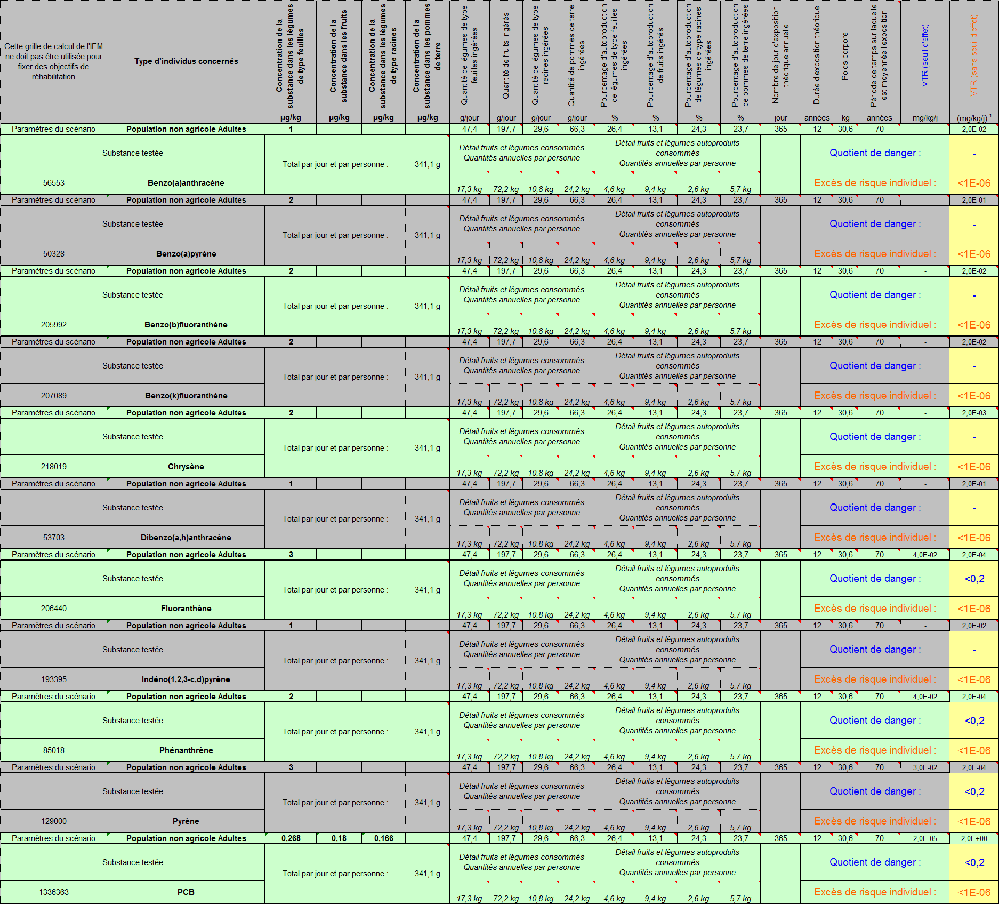 Cette grille de calcul de l'IEM
ne doit pas être utilisée pour
fixer des objectifs de
réhabilitation
Type d'individus concernés
Concentration de la
substance dans les légumes
de type feuilles
Concentration de la
substance dans les fruits
Concentration de la
substance dans les légumes
de type racines
Concentration de la
substance dans les pommes
de terre
Quantité de légumes de type
feuilles ingérées
Quantité de fruits ingérés
Quantité de légumes de type
racines ingérées
Quantité de pommes de terre
ingérées
Pourcentage d'autoproduction
de légumes de type feuilles
ingérées
Pourcentage d'autoproduction
de fruits ingérés
Pourcentage d'autoproduction
de légumes de type racines
ingérées
Pourcentage d'autoproduction
de pommes de terre ingérées
Nombre de jour d'exposition
théorique annuelle
Durée d'exposition théorique
Poids corporel
Période de temps sur laquelle
est moyennée l'exposition
VTR (seuil d'effet)
VTR (sans seuil d'effet)
µg/kg µg/kg µg/kg µg/kg g/jour g/jour g/jour g/jour % % % % jour années kg années mg/kg/j (mg/kg/j)-1
Paramètres du scénario Population non agricole Adultes 1 47,4 197,7 29,6 66,3 26,4 13,1 24,3 23,7 365 12 30,6 70 - 2,0E-02
Substance testée
Total par jour et par personne : 341,1 g
Détail fruits et légumes consommés
Quantités annuelles par personne
Détail fruits et légumes autoproduits
consommés
Quantités annuelles par personne
Quotient de danger : -
56553 Benzo(a)anthracène
17,3 kg 72,2 kg 10,8 kg 24,2 kg 4,6 kg 9,4 kg 2,6 kg 5,7 kg
Excès de risque individuel : <1E-06
Paramètres du scénario Population non agricole Adultes 2 47,4 197,7 29,6 66,3 26,4 13,1 24,3 23,7 365 12 30,6 70 - 2,0E-01
Substance testée
Total par jour et par personne : 341,1 g
Détail fruits et légumes consommés
Quantités annuelles par personne
Détail fruits et légumes autoproduits
consommés
Quantités annuelles par personne
Quotient de danger : -
50328 Benzo(a)pyrène
17,3 kg 72,2 kg 10,8 kg 24,2 kg 4,6 kg 9,4 kg 2,6 kg 5,7 kg
Excès de risque individuel : <1E-06
Paramètres du scénario Population non agricole Adultes 2 47,4 197,7 29,6 66,3 26,4 13,1 24,3 23,7 365 12 30,6 70 - 2,0E-02
Substance testée
Total par jour et par personne : 341,1 g
Détail fruits et légumes consommés
Quantités annuelles par personne
Détail fruits et légumes autoproduits
consommés
Quantités annuelles par personne
Quotient de danger : -
205992 Benzo(b)fluoranthène
17,3 kg 72,2 kg 10,8 kg 24,2 kg 4,6 kg 9,4 kg 2,6 kg 5,7 kg
Excès de risque individuel : <1E-06
Paramètres du scénario Population non agricole Adultes 2 47,4 197,7 29,6 66,3 26,4 13,1 24,3 23,7 365 12 30,6 70 - 2,0E-02
Substance testée
Total par jour et par personne : 341,1 g
Détail fruits et légumes consommés
Quantités annuelles par personne
Détail fruits et légumes autoproduits
consommés
Quantités annuelles par personne
Quotient de danger : -
207089 Benzo(k)fluoranthène
17,3 kg 72,2 kg 10,8 kg 24,2 kg 4,6 kg 9,4 kg 2,6 kg 5,7 kg
Excès de risque individuel : <1E-06
Paramètres du scénario Population non agricole Adultes 2 47,4 197,7 29,6 66,3 26,4 13,1 24,3 23,7 365 12 30,6 70 - 2,0E-03
Substance testée
Total par jour et par personne : 341,1 g
Détail fruits et légumes consommés
Quantités annuelles par personne
Détail fruits et légumes autoproduits
consommés
Quantités annuelles par personne
Quotient de danger : -
218019 Chrysène
17,3 kg 72,2 kg 10,8 kg 24,2 kg 4,6 kg 9,4 kg 2,6 kg 5,7 kg
Excès de risque individuel : <1E-06
Paramètres du scénario Population non agricole Adultes 1 47,4 197,7 29,6 66,3 26,4 13,1 24,3 23,7 365 12 30,6 70 - 2,0E-01
Substance testée
Total par jour et par personne : 341,1 g
Détail fruits et légumes consommés
Quantités annuelles par personne
Détail fruits et légumes autoproduits
consommés
Quantités annuelles par personne
Quotient de danger : -
53703 Dibenzo(a,h)anthracène
17,3 kg 72,2 kg 10,8 kg 24,2 kg 4,6 kg 9,4 kg 2,6 kg 5,7 kg
Excès de risque individuel : <1E-06
Paramètres du scénario Population non agricole Adultes 3 47,4 197,7 29,6 66,3 26,4 13,1 24,3 23,7 365 12 30,6 70 4,0E-02 2,0E-04
Substance testée
Total par jour et par personne : 341,1 g
Détail fruits et légumes consommés
Quantités annuelles par personne
Détail fruits et légumes autoproduits
consommés
Quantités annuelles par personne
Quotient de danger : <0,2
206440 Fluoranthène
17,3 kg 72,2 kg 10,8 kg 24,2 kg 4,6 kg 9,4 kg 2,6 kg 5,7 kg
Excès de risque individuel : <1E-06
Paramètres du scénario Population non agricole Adultes 1 47,4 197,7 29,6 66,3 26,4 13,1 24,3 23,7 365 12 30,6 70 - 2,0E-02
Substance testée
Total par jour et par personne : 341,1 g
Détail fruits et légumes consommés
Quantités annuelles par personne
Détail fruits et légumes autoproduits
consommés
Quantités annuelles par personne
Quotient de danger : -
193395 Indéno(1,2,3-c,d)pyrène
17,3 kg 72,2 kg 10,8 kg 24,2 kg 4,6 kg 9,4 kg 2,6 kg 5,7 kg
Excès de risque individuel : <1E-06
Paramètres du scénario Population non agricole Adultes 2 47,4 197,7 29,6 66,3 26,4 13,1 24,3 23,7 365 12 30,6 70 4,0E-02 2,0E-04
Substance testée
Total par jour et par personne : 341,1 g
Détail fruits et légumes consommés
Quantités annuelles par personne
Détail fruits et légumes autoproduits
consommés
Quantités annuelles par personne
Quotient de danger : <0,2
85018 Phénanthrène
17,3 kg 72,2 kg 10,8 kg 24,2 kg 4,6 kg 9,4 kg 2,6 kg 5,7 kg
Excès de risque individuel : <1E-06
Paramètres du scénario Population non agricole Adultes 3 47,4 197,7 29,6 66,3 26,4 13,1 24,3 23,7 365 12 30,6 70 3,0E-02 2,0E-04
Substance testée
Total par jour et par personne : 341,1 g
Détail fruits et légumes consommés
Quantités annuelles par personne
Détail fruits et légumes autoproduits
consommés
Quantités annuelles par personne
Quotient de danger : <0,2
129000 Pyrène
17,3 kg 72,2 kg 10,8 kg 24,2 kg 4,6 kg 9,4 kg 2,6 kg 5,7 kg
Excès de risque individuel : <1E-06
Paramètres du scénario Population non agricole Adultes 0,268 0,18 0,166 47,4 197,7 29,6 66,3 26,4 13,1 24,3 23,7 365 12 30,6 70 2,0E-05 2,0E+00
Substance testée
Total par jour et par personne : 341,1 g
Détail fruits et légumes consommés
Quantités annuelles par personne
Détail fruits et légumes autoproduits
consommés
Quantités annuelles par personne
Quotient de danger : <0,2
1336363 PCB
17,3 kg 72,2 kg 10,8 kg 24,2 kg 4,6 kg 9,4 kg 2,6 kg 5,7 kg
Excès de risque individuel : <1E-06